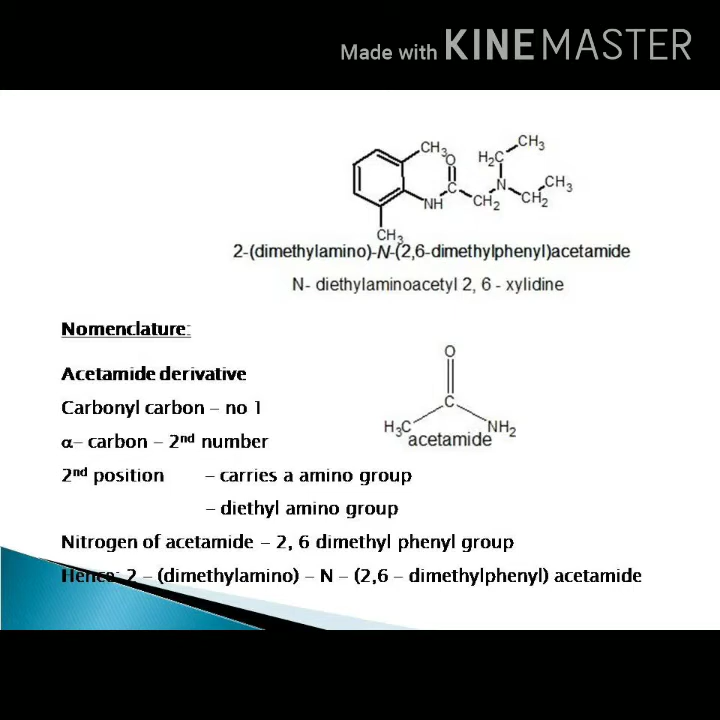 Made with KINEMASTER
CH3
O
H2C
CH3
N
CH3
C
NH
CH2
CH2
CH3
2-(dimethylamino)-N-(2,6-dimethylphenyl)acetamide
N- diethylaminoacetyl 2, 6 - xylidine
Nomenclature:
Acetamide derivative
Carbonyl carbon – no 1
α– carbon – 2nd number
2nd position – carries a amino group
– diethyl amino group
O
C
H3C
NH2
acetamide
Nitrogen of acetamide – 2, 6 dimethyl phenyl group
Hence: 2 – (dimethylamino) – N – (2,6 – dimethylphenyl) acetamide